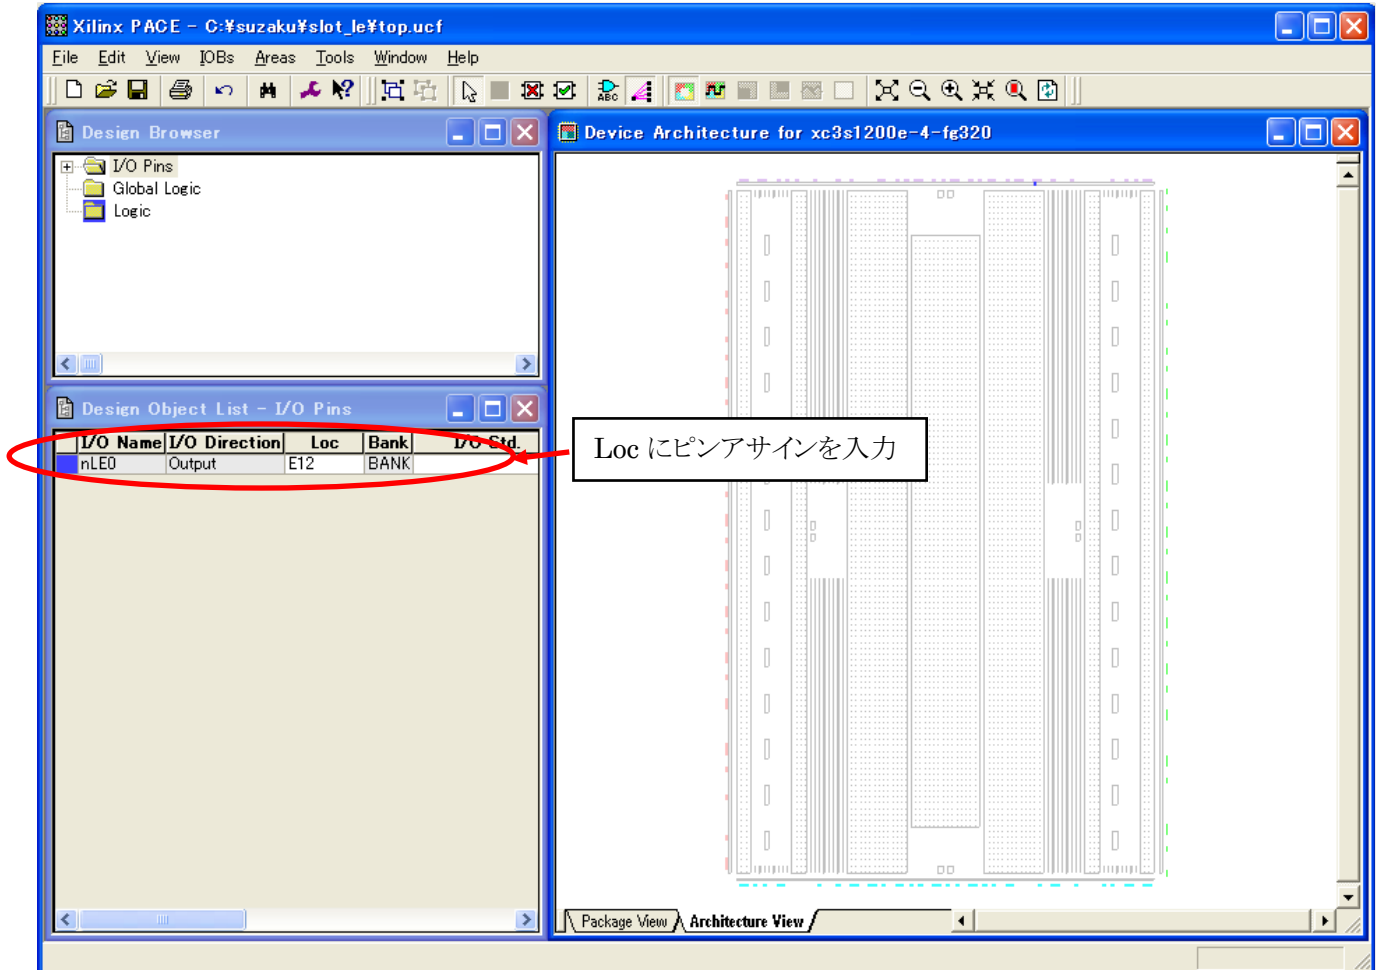 Xilinx PACE - C:¥suzaku¥slot_le¥top.ucf
File Edit View IOBs Areas Tools Window Help
ABC
Design Browser
I/O Pins
Global Logic
Logic
Design Object List - I/O Pins
I/O Name I/O Direction Loc Bank I/O Std.
nLE0 Output E12 BANK
Device Architecture for xc3s1200e-4-fg320
Loc にピンアサインを入力
Package View Architecture View